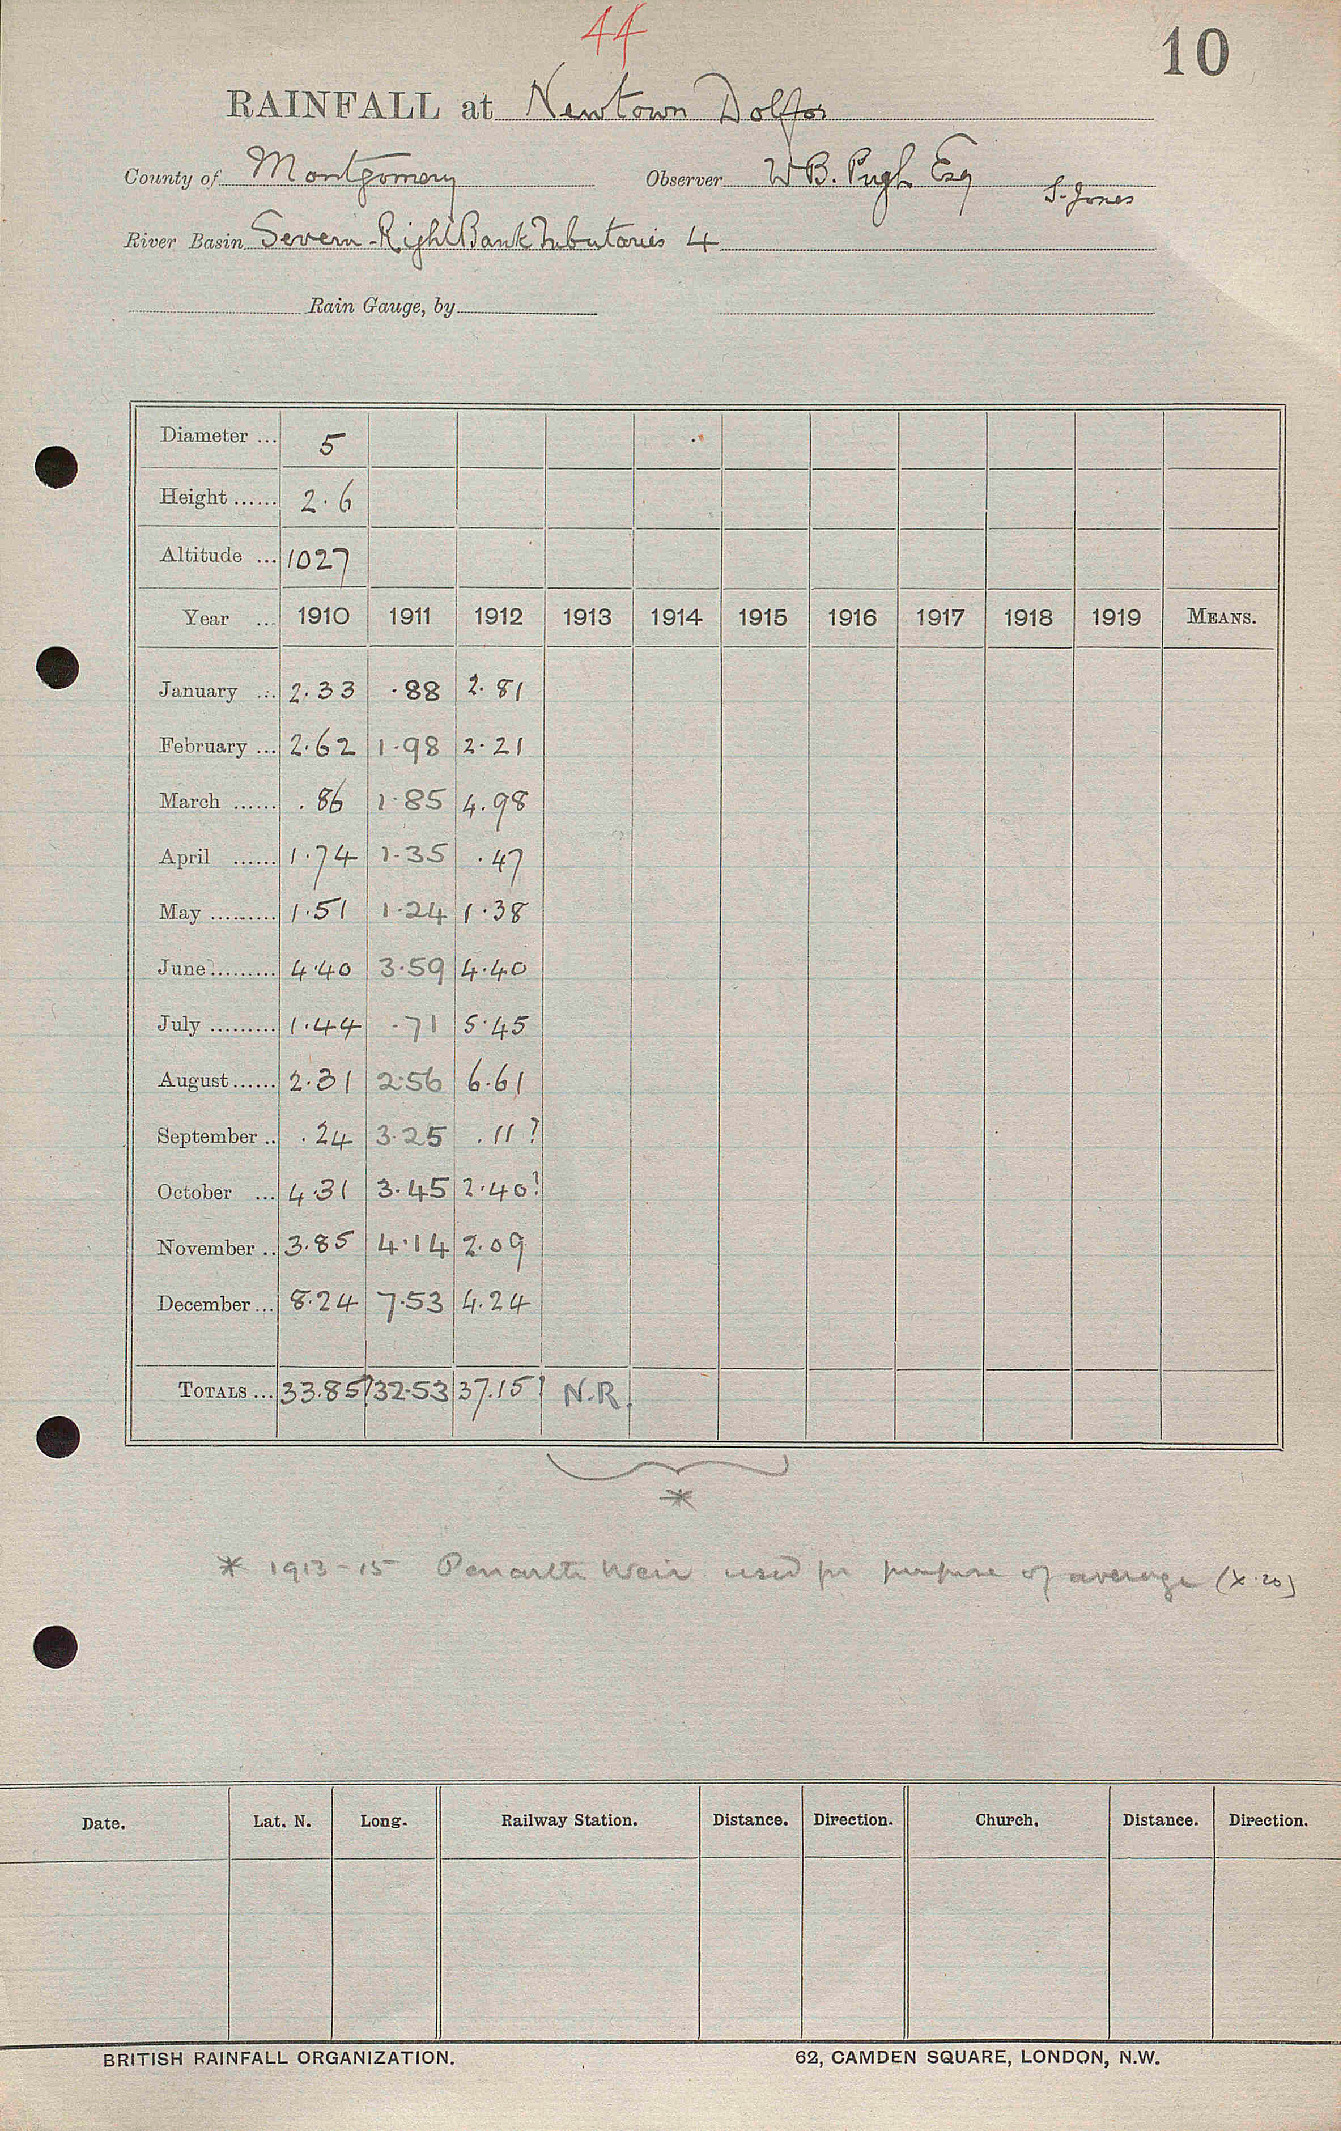 44
10
RAINFALL at Newtown Dolfor
County of Montgomery Observer W B. Pugh Esq S. Jones
River Basin Severn - Right Bank Tributaries 4
Rain Gauge, by
Diameter ... 5
Height ...... 2.6
Altitude ... 1027
Year ... 1910 1911 1912 1913 1914 1915 1916 1917 1918 1919 MEANS.
January ... 2.33 .88 2.81
February ... 2.62 1.98 2.21
March ...... .86 1.85 4.98
April ...... 1.74 1.35 .47
May ......... 1.51 1.24 1.38
June ......... 4.40 3.59 4.40
July ......... 1.44 .71 5.45
August ...... 2.31 2.56 6.61
September .. .24 3.25 .11?
October ... 4.31 3.45 2.40?
November .. 3.85 4.14 2.09
December ... 8.24 7.53 4.24
TOTALS ... 33.85? 32.53 37.15? N.R.
*
* 1913-15 Penarth Weir used for purpose of average (x.20)
Date. Lat. N. Long. Railway Station. Distance. Direction. Church. Distance. Direction.
BRITISH RAINFALL ORGANIZATION. 62, CAMDEN SQUARE, LONDON, N.W.